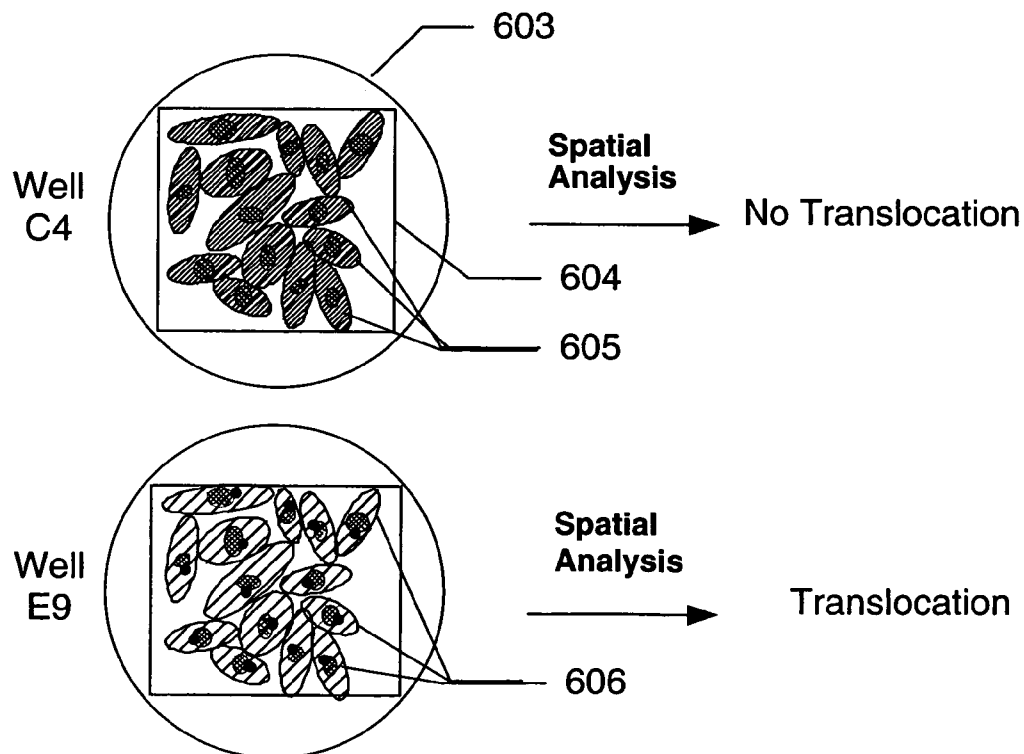 603
Well
C4
Spatial
Analysis
No Translocation
604
605
Well
E9
Spatial
Analysis
Translocation
606